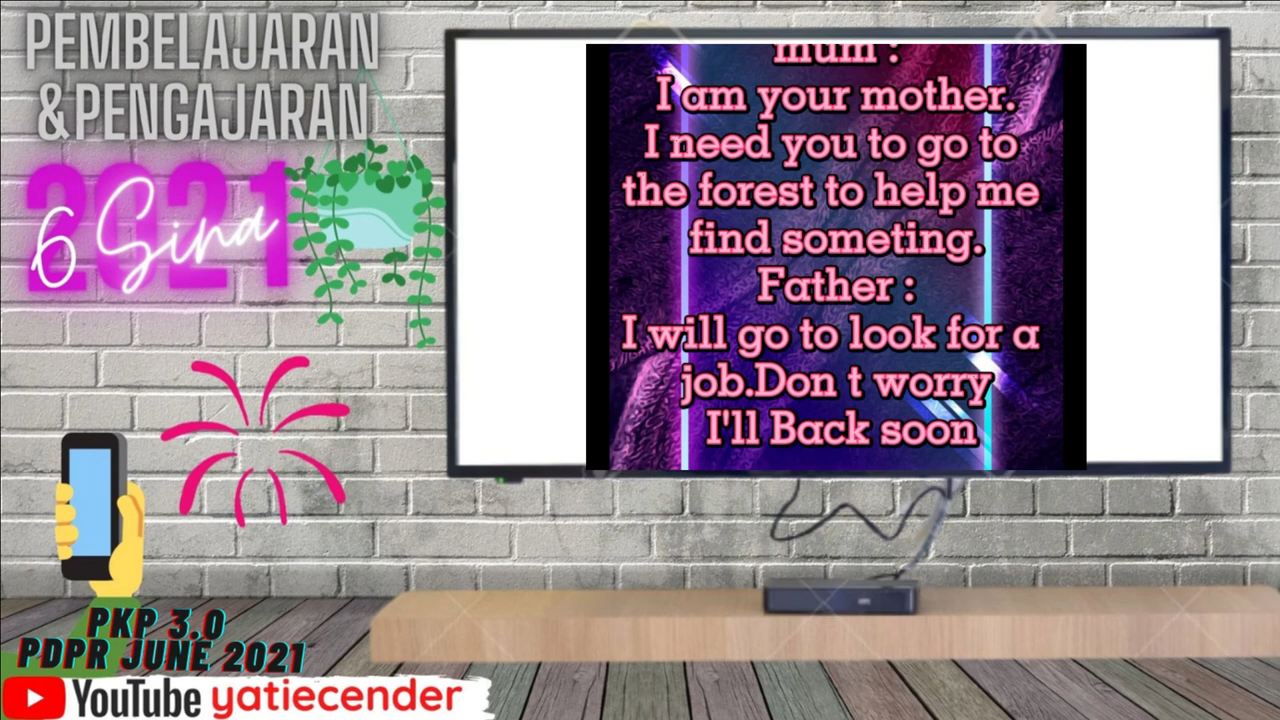 PEMBELAJARAN
&PENGAJARAN
2021
6 Sina
mum :
I am your mother.
I need you to go to
the forest to help me
find someting.
Father :
I will go to look for a
job.Don t worry
I'll Back soon
PKP 3.0
PDPR JUNE 2021
YouTube yatiecender